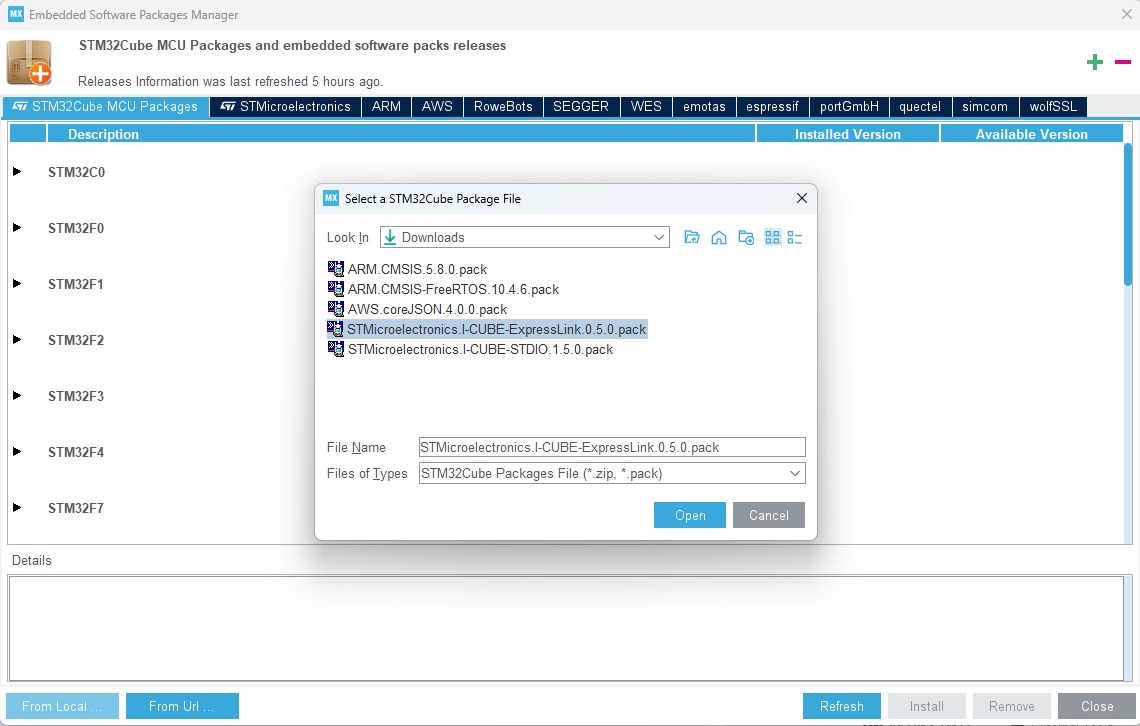 MX Embedded Software Packages Manager
STM32Cube MCU Packages and embedded software packs releases
Releases Information was last refreshed 5 hours ago.
STM32Cube MCU Packages STMicroelectronics ARM AWS RoweBots SEGGER WES emotas espressif portGmbH quectel simcom wolfSSL
Description Installed Version Available Version
STM32C0
STM32F0
STM32F1
STM32F2
STM32F3
STM32F4
STM32F7
MX Select a STM32Cube Package File
Look In Downloads
ARM.CMSIS.5.8.0.pack
ARM.CMSIS-FreeRTOS.10.4.6.pack
AWS.coreJSON.4.0.0.pack
STMicroelectronics.I-CUBE-ExpressLink.0.5.0.pack
STMicroelectronics.I-CUBE-STDIO.1.5.0.pack
File Name STMicroelectronics.I-CUBE-ExpressLink.0.5.0.pack
Files of Types STM32Cube Packages File (*.zip, *.pack)
Open Cancel
Details
From Local ... From Url ... Refresh Install Remove Close